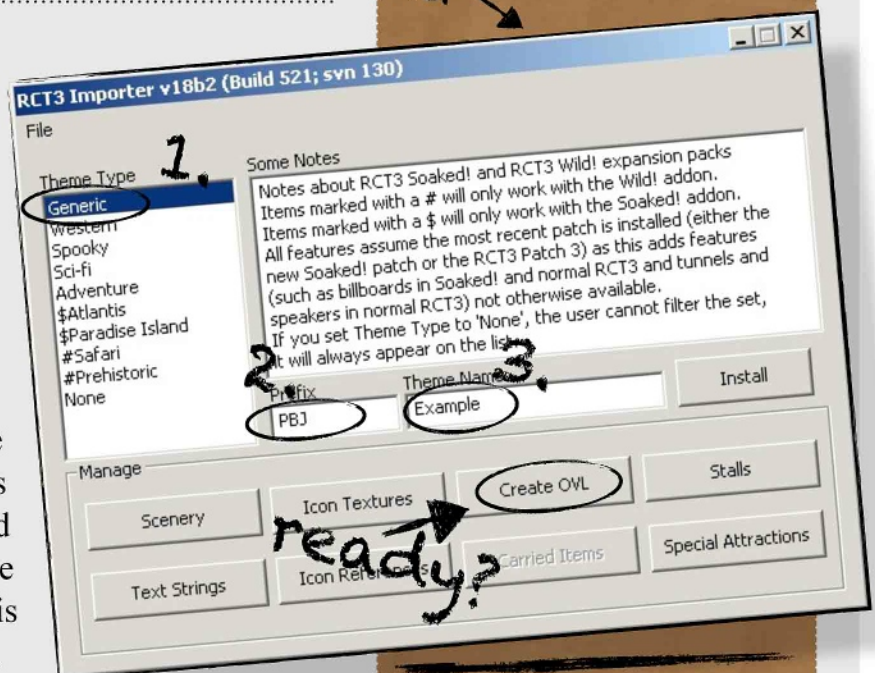 RCT3 Importer v18b2 (Build 521; svn 130)
File
Theme Type
1.
Some Notes
Generic
Western
Spooky
Sci-fi
Adventure
$Atlantis
$Paradise Island
#Safari
#Prehistoric
None
Notes about RCT3 Soaked! and RCT3 Wild! expansion packs
Items marked with a # will only work with the Wild! addon.
Items marked with a $ will only work with the Soaked! addon.
All features assume the most recent patch is installed (either the
new Soaked! patch or the RCT3 Patch 3) as this adds features
(such as billboards in Soaked! and normal RCT3 and tunnels and
speakers in normal RCT3) not otherwise available.
If you set Theme Type to 'None', the user cannot filter the set,
it will always appear on the list.
2.
Prefix
PBJ
3.
Theme Name
Example
Install
Manage
Scenery
Icon Textures
Create OVL
Stalls
ready?
Text Strings
Icon References
Carried Items
Special Attractions
is